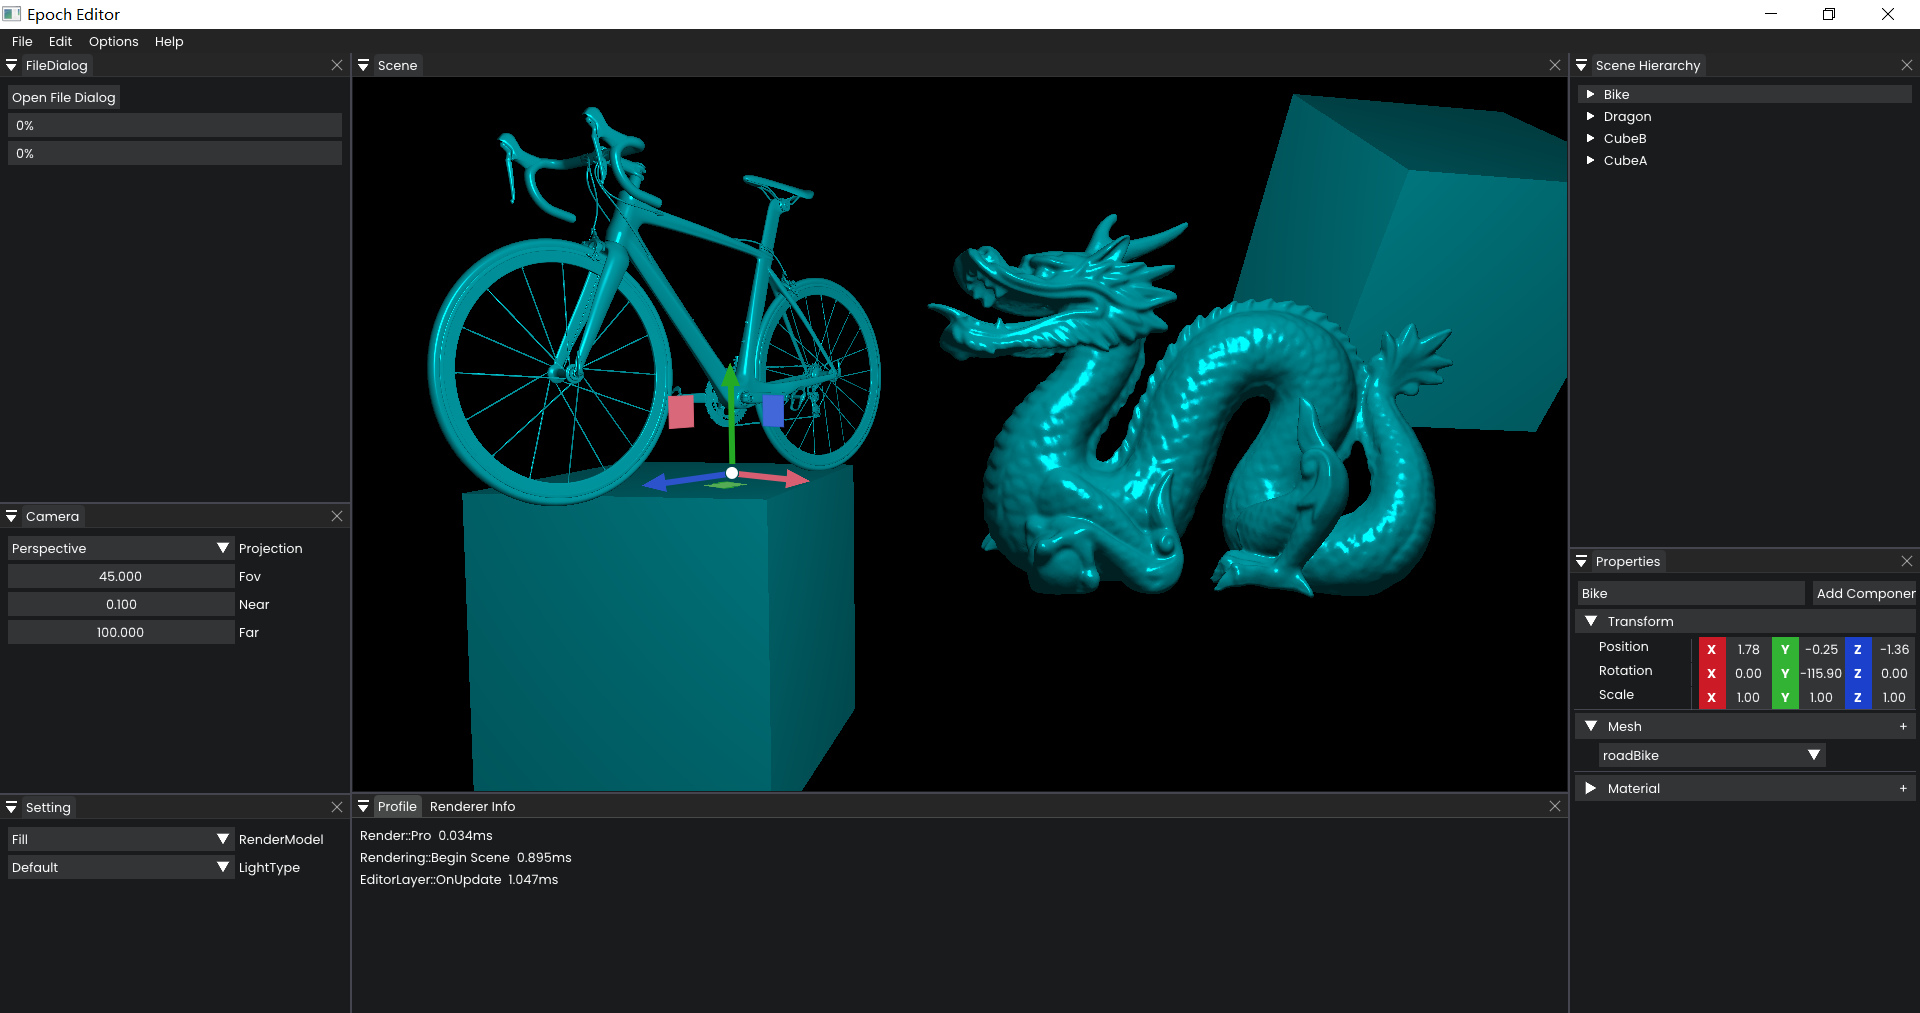 Epoch Editor
File Edit Options Help
FileDialog
Open File Dialog
0%
0%
Camera
Perspective Projection
45.000 Fov
0.100 Near
100.000 Far
Setting
Fill RenderModel
Default LightType
Scene
Profile Renderer Info
Render::Pro 0.034ms
Rendering::Begin Scene 0.895ms
EditorLayer::OnUpdate 1.047ms
Scene Hierarchy
Bike
Dragon
CubeB
CubeA
Properties
Bike Add Componer
Transform
Position X 1.78 Y -0.25 Z -1.36
Rotation X 0.00 Y -115.90 Z 0.00
Scale X 1.00 Y 1.00 Z 1.00
Mesh +
roadBike
Material +